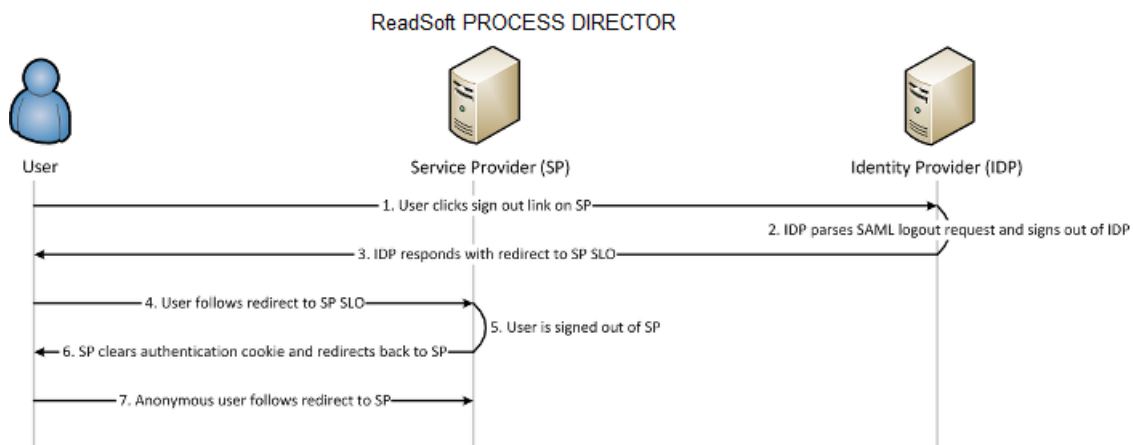 ReadSoft PROCESS DIRECTOR
User
Service Provider (SP)
Identity Provider (IDP)
1. User clicks sign out link on SP
2. IDP parses SAML logout request and signs out of IDP
3. IDP responds with redirect to SP SLO
4. User follows redirect to SP SLO
5. User is signed out of SP
6. SP clears authentication cookie and redirects back to SP
7. Anonymous user follows redirect to SP